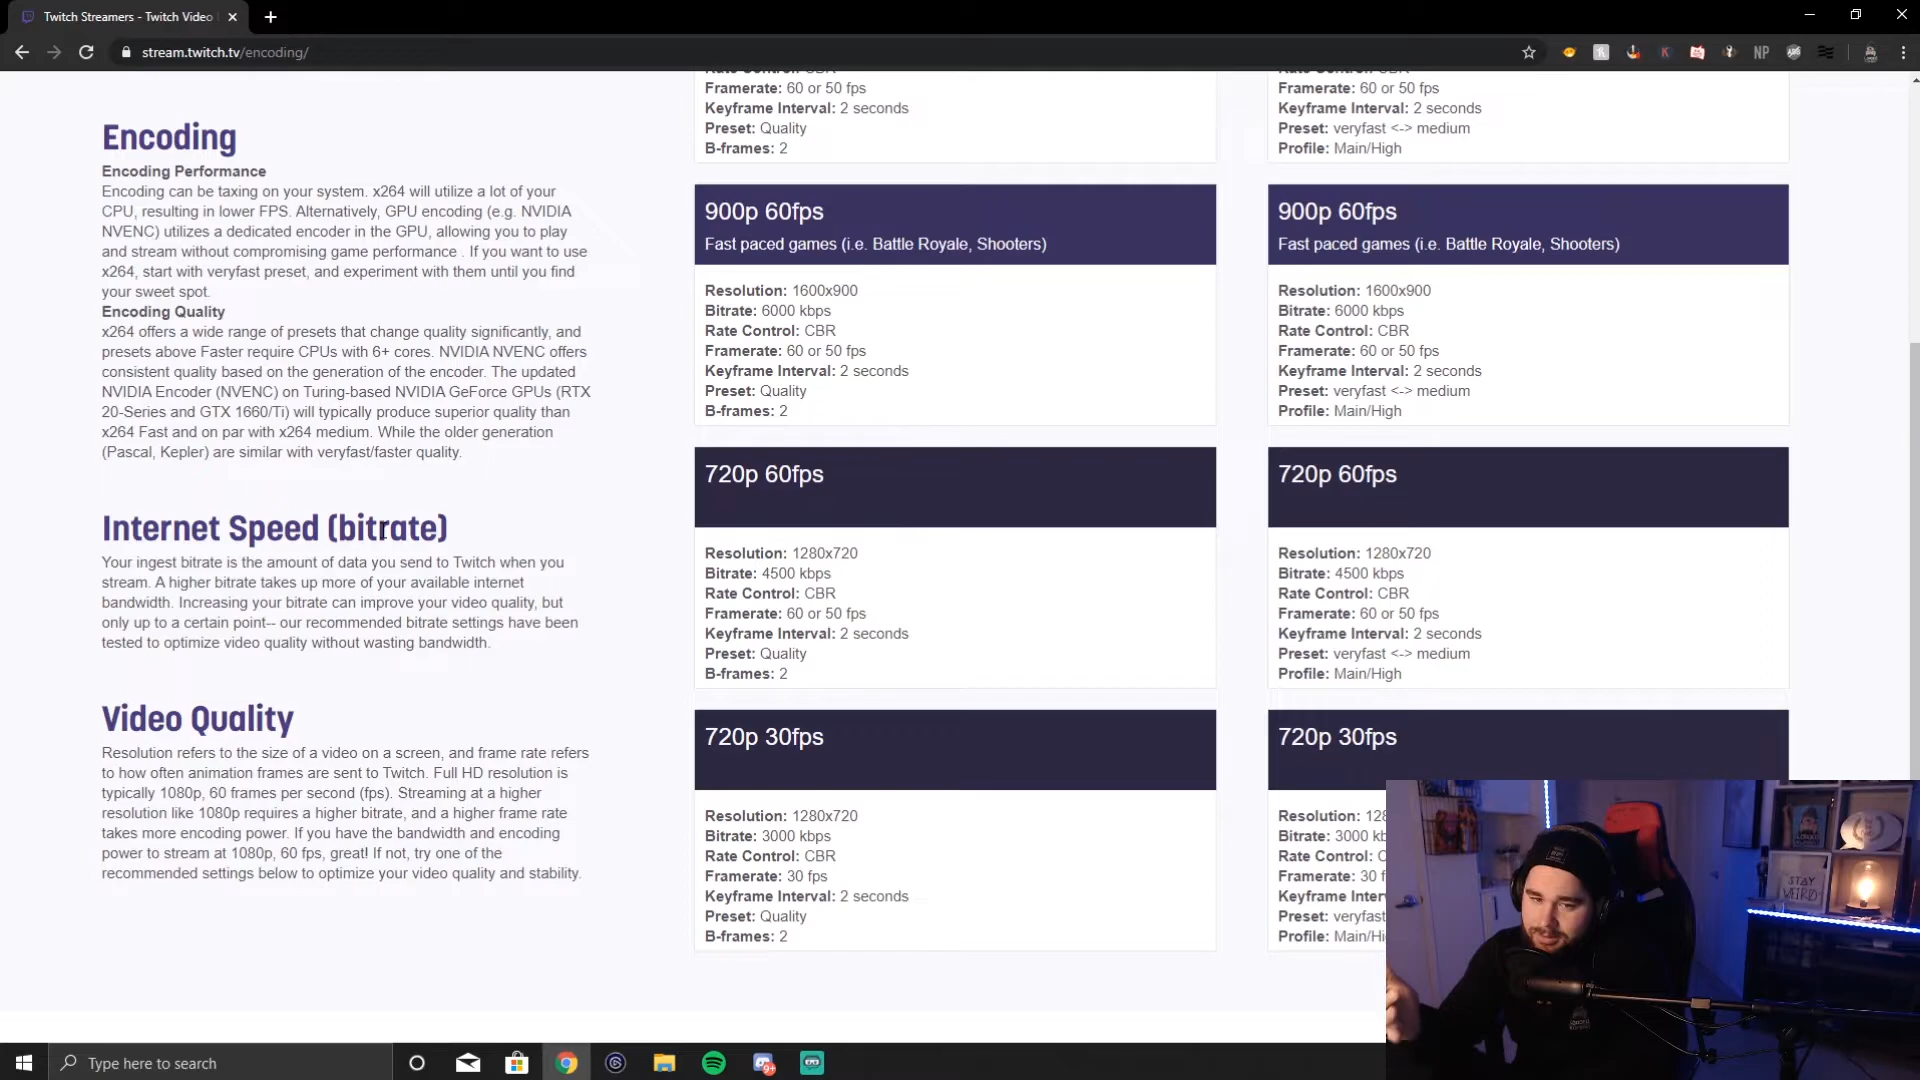 Twitch Streamers - Twitch Video
stream.twitch.tv/encoding/
NP
Encoding
Encoding Performance
Encoding can be taxing on your system. x264 will utilize a lot of your
CPU, resulting in lower FPS. Alternatively, GPU encoding (e.g. NVIDIA
NVENC) utilizes a dedicated encoder in the GPU, allowing you to play
and stream without compromising game performance . If you want to use
x264, start with veryfast preset, and experiment with them until you find
your sweet spot.
Encoding Quality
x264 offers a wide range of presets that change quality significantly, and
presets above Faster require CPUs with 6+ cores. NVIDIA NVENC offers
consistent quality based on the generation of the encoder. The updated
NVIDIA Encoder (NVENC) on Turing-based NVIDIA GeForce GPUs (RTX
20-Series and GTX 1660/Ti) will typically produce superior quality than
x264 Fast and on par with x264 medium. While the older generation
(Pascal, Kepler) are similar with veryfast/faster quality.
Internet Speed (bitrate)
Your ingest bitrate is the amount of data you send to Twitch when you
stream. A higher bitrate takes up more of your available internet
bandwidth. Increasing your bitrate can improve your video quality, but
only up to a certain point-- our recommended bitrate settings have been
tested to optimize video quality without wasting bandwidth.
Video Quality
Resolution refers to the size of a video on a screen, and frame rate refers
to how often animation frames are sent to Twitch. Full HD resolution is
typically 1080p, 60 frames per second (fps). Streaming at a higher
resolution like 1080p requires a higher bitrate, and a higher frame rate
takes more encoding power. If you have the bandwidth and encoding
power to stream at 1080p, 60 fps, great! If not, try one of the
recommended settings below to optimize your video quality and stability.
Rate Control: CBR
Framerate: 60 or 50 fps
Keyframe Interval: 2 seconds
Preset: Quality
B-frames: 2
900p 60fps
Fast paced games (i.e. Battle Royale, Shooters)
Resolution: 1600x900
Bitrate: 6000 kbps
Rate Control: CBR
Framerate: 60 or 50 fps
Keyframe Interval: 2 seconds
Preset: Quality
B-frames: 2
720p 60fps
Resolution: 1280x720
Bitrate: 4500 kbps
Rate Control: CBR
Framerate: 60 or 50 fps
Keyframe Interval: 2 seconds
Preset: Quality
B-frames: 2
720p 30fps
Resolution: 1280x720
Bitrate: 3000 kbps
Rate Control: CBR
Framerate: 30 fps
Keyframe Interval: 2 seconds
Preset: Quality
B-frames: 2
Rate Control: CBR
Framerate: 60 or 50 fps
Keyframe Interval: 2 seconds
Preset: veryfast <-> medium
Profile: Main/High
900p 60fps
Fast paced games (i.e. Battle Royale, Shooters)
Resolution: 1600x900
Bitrate: 6000 kbps
Rate Control: CBR
Framerate: 60 or 50 fps
Keyframe Interval: 2 seconds
Preset: veryfast <-> medium
Profile: Main/High
720p 60fps
Resolution: 1280x720
Bitrate: 4500 kbps
Rate Control: CBR
Framerate: 60 or 50 fps
Keyframe Interval: 2 seconds
Preset: veryfast <-> medium
Profile: Main/High
720p 30fps
Resolution: 128
Bitrate: 3000 kb
Rate Control: C
Framerate: 30 f
Keyframe Inter
Preset: veryfast
Profile: Main/Hi
STAY
WEIRD
Type here to search
9+